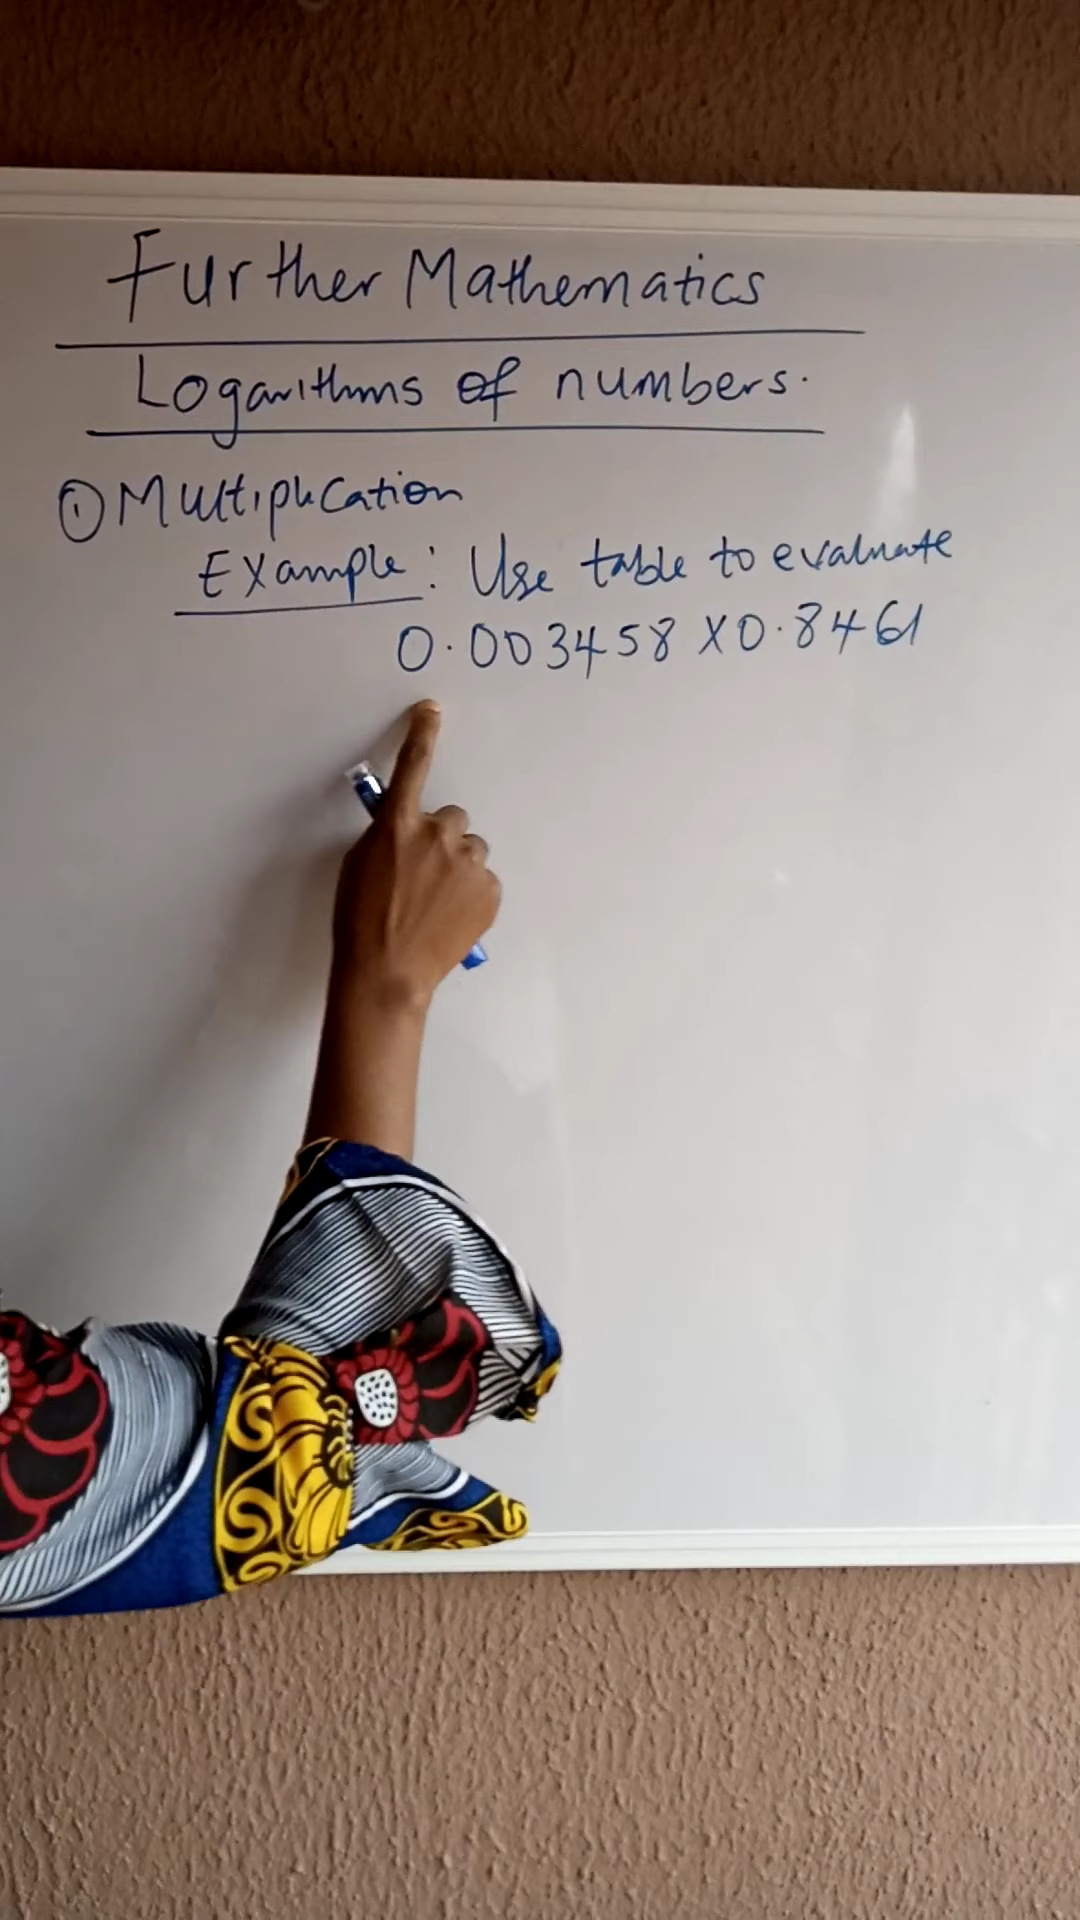 Further Mathematics
Logarithms of numbers.
① Multiplication
Example: Use table to evaluate
0.003458 X 0.8461